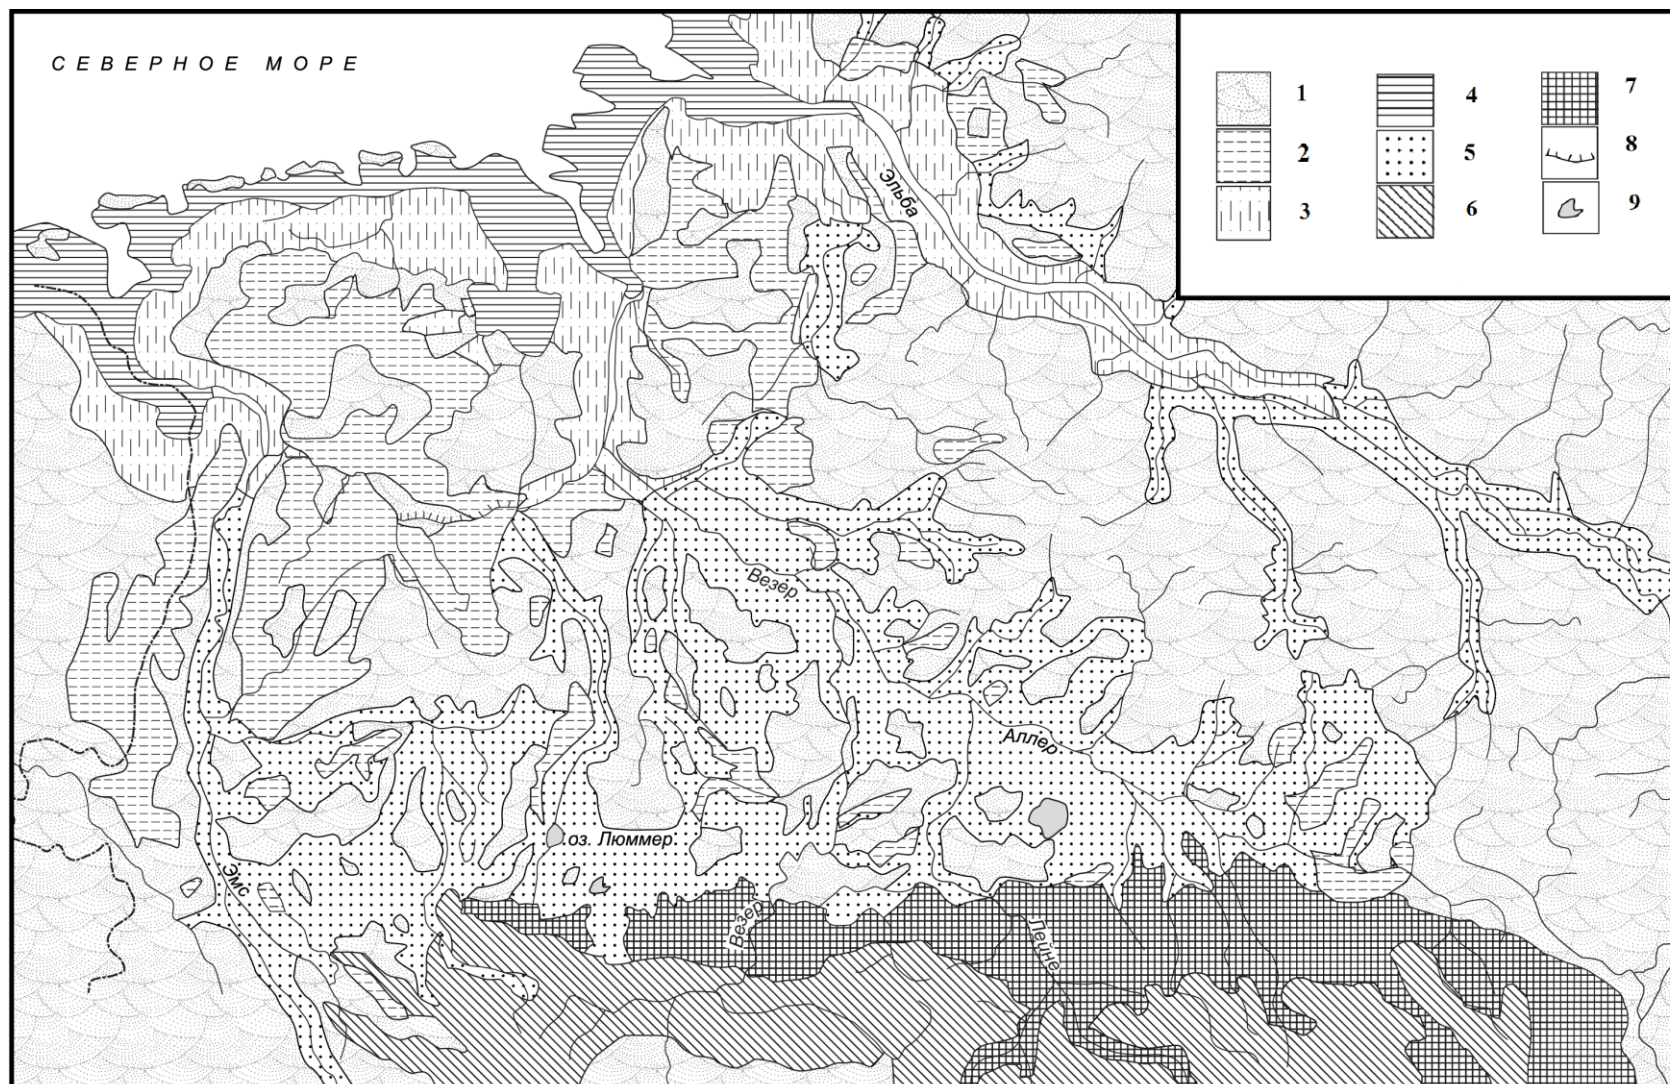 СЕВЕРНОЕ МОРЕ
1 4 7
2 5 8
3 6 9
Эльба
Везер
Аллер
оз. Люммер
Эмс
Везер
Лейне